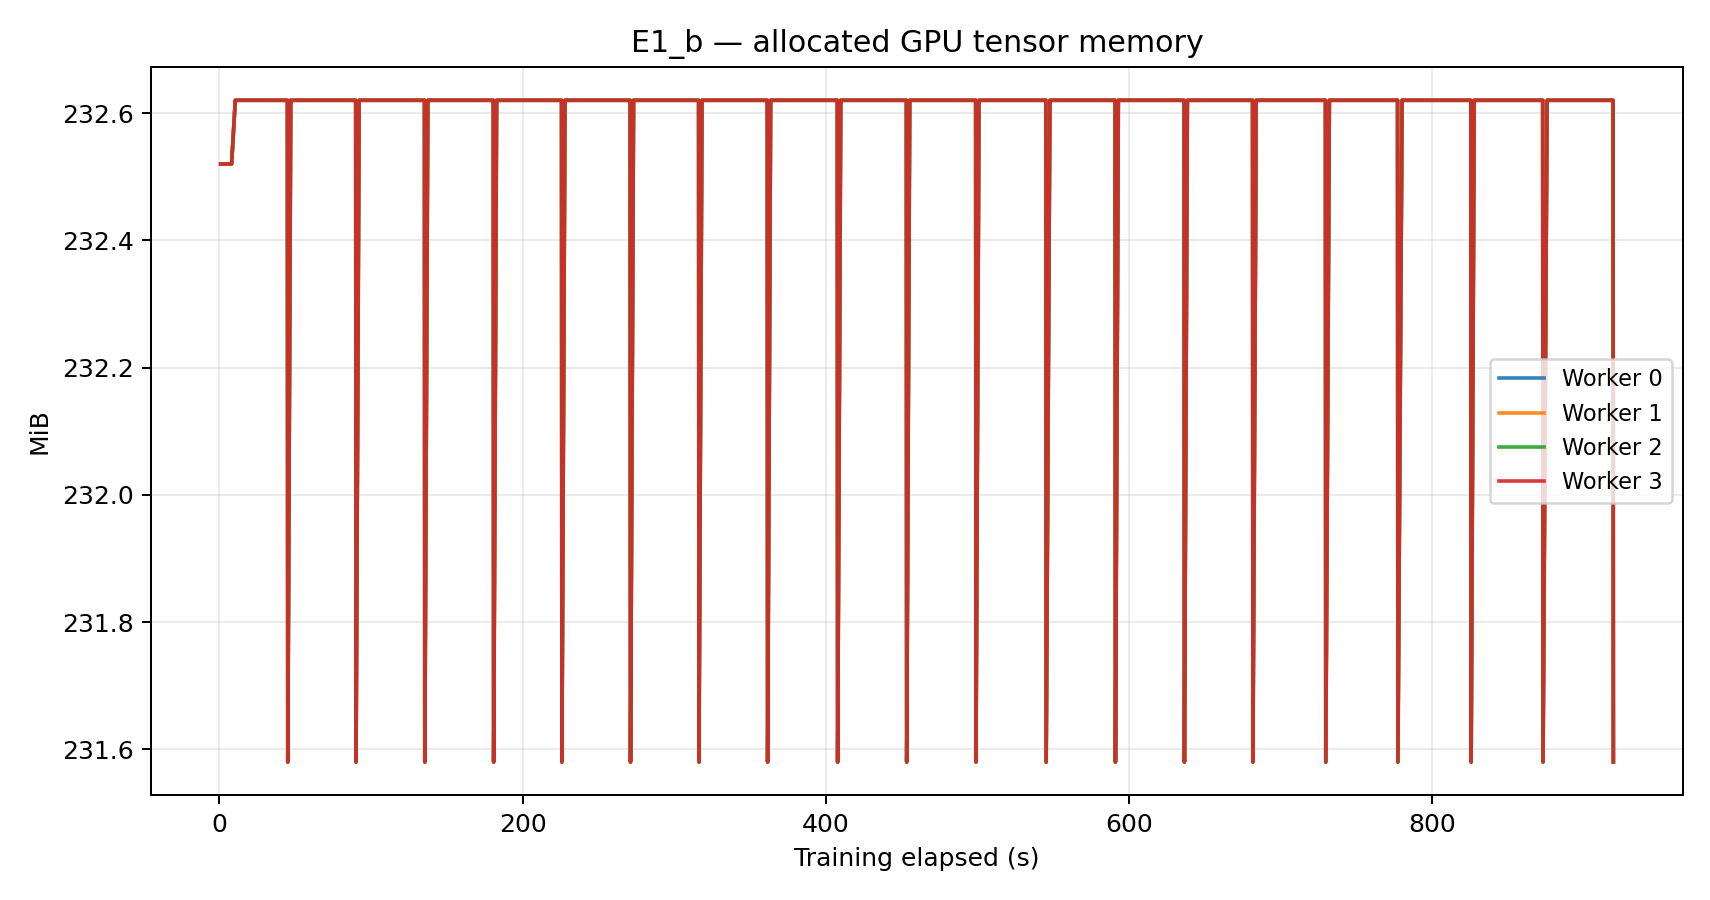 E1_b — allocated GPU tensor memory
MiB
232.6
232.4
232.2
232.0
231.8
231.6
Worker 0
Worker 1
Worker 2
Worker 3
0 200 400 600 800
Training elapsed (s)